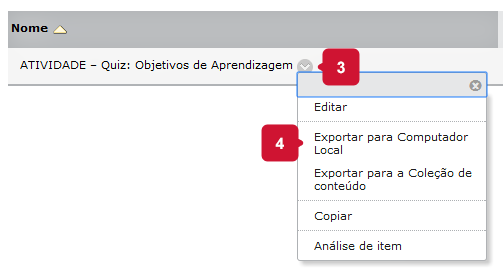 Nome
ATIVIDADE – Quiz: Objetivos de Aprendizagem 3
Editar
4 Exportar para Computador
Local
Exportar para a Coleção de
conteúdo
Copiar
Análise de item